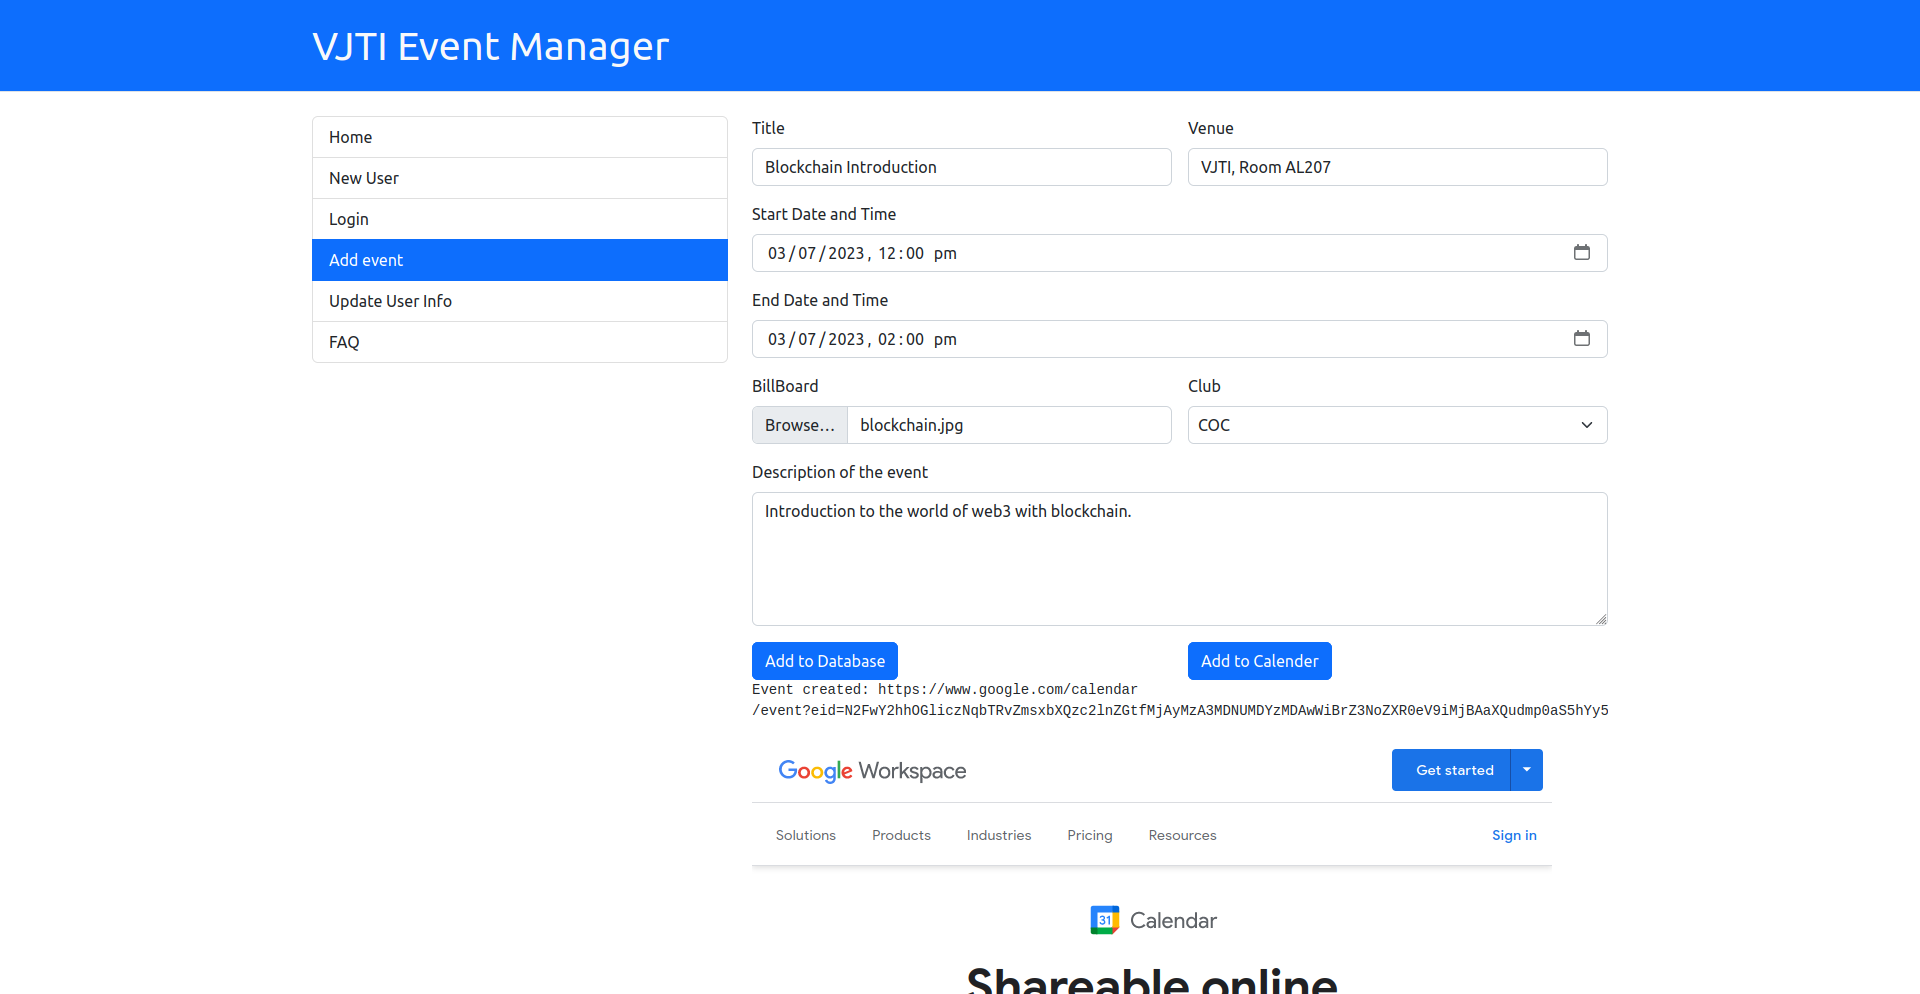 VJTI Event Manager
Home
New User
Login
Add event
Update User Info
FAQ
Title
Venue
Blockchain Introduction
VJTI, Room AL207
Start Date and Time
03/07/2023, 12:00 pm
End Date and Time
03/07/2023, 02:00 pm
BillBoard
Club
Browse... blockchain.jpg
COC
Description of the event
Introduction to the world of web3 with blockchain.
Add to Database
Add to Calender
Event created: https://www.google.com/calendar
/event?eid=N2FwY2hhOGliczNqbTRvZmsxbXQzc2lnZGtfMjAyMzA3MDNUMDYzMDAwWiBrZ3NoZXR0eV9iMjBAaXQudmp0aS5hYy5
Google Workspace
Get started
Solutions Products Industries Pricing Resources
Sign in
31 Calendar
Shareable online